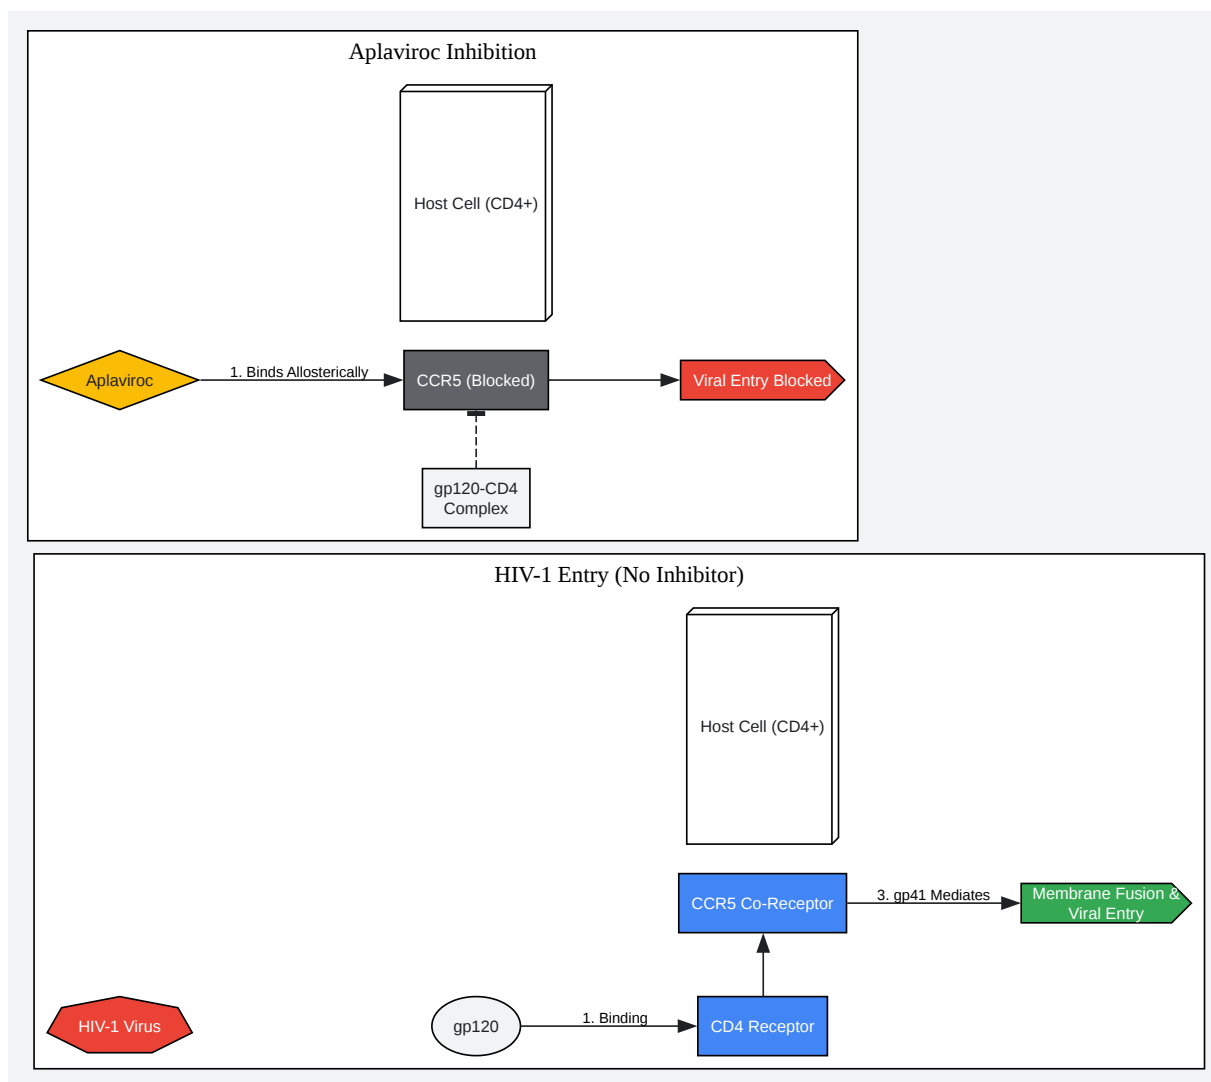 Aplaviroc Inhibition
Host Cell (CD4+)
Aplaviroc
1. Binds Allosterically
CCR5 (Blocked)
Viral Entry Blocked
gp120-CD4
Complex
HIV-1 Entry (No Inhibitor)
Host Cell (CD4+)
CCR5 Co-Receptor
3. gp41 Mediates
Membrane Fusion &
Viral Entry
HIV-1 Virus
gp120
1. Binding
CD4 Receptor